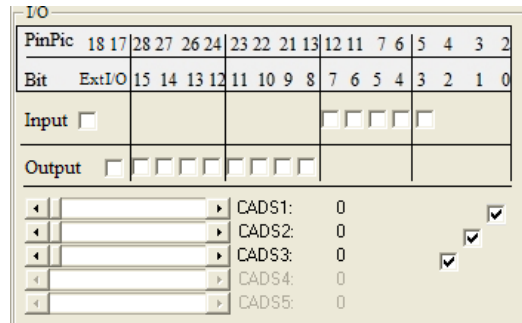 I/O
PinPic 18 17 28 27 26 24 23 22 21 13 12 11 7 6 5 4 3 2
Bit ExtI/O 15 14 13 12 11 10 9 8 7 6 5 4 3 2 1 0
Input
Output
CADS1: 0
CADS2: 0
CADS3: 0
CADS4: 0
CADS5: 0